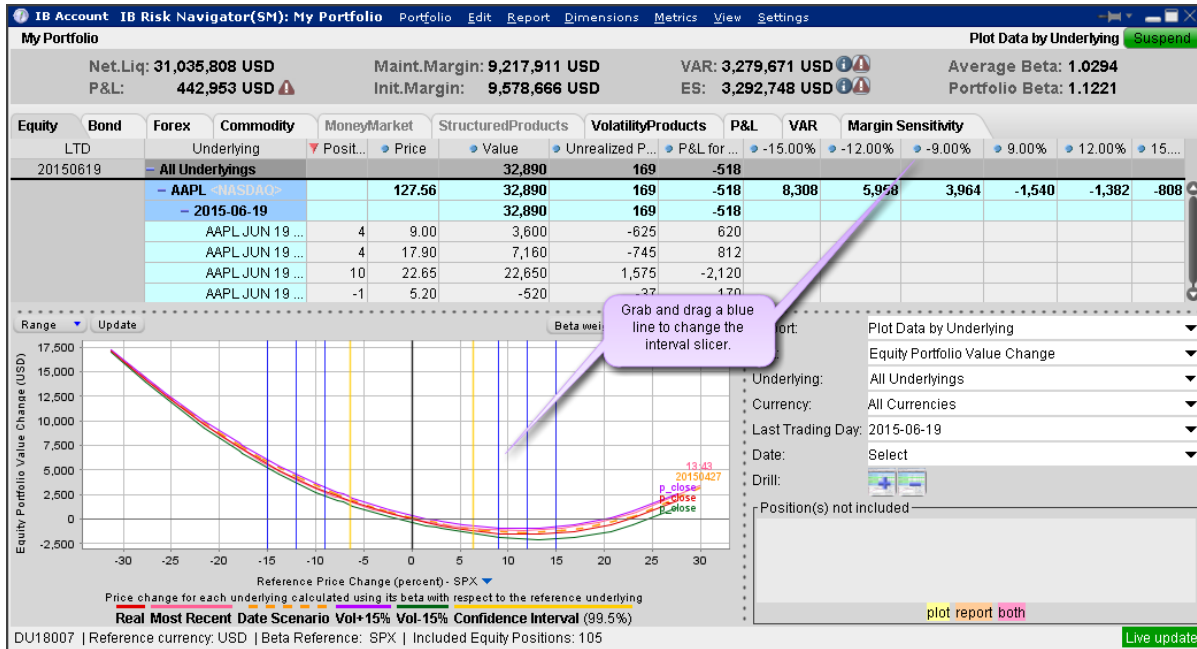 IB Account IB Risk Navigator(SM): My Portfolio Portfolio Edit Report Dimensions Metrics View Settings
My Portfolio Plot Data by Underlying Suspend
Net.Liq: 31,035,808 USD Maint.Margin: 9,217,911 USD VAR: 3,279,671 USD Average Beta: 1.0294
P&L: 442,953 USD Init.Margin: 9,578,666 USD ES: 3,292,748 USD Portfolio Beta: 1.1221
Equity Bond Forex Commodity MoneyMarket StructuredProducts VolatilityProducts P&L VAR Margin Sensitivity
LTD Underlying Posit... Price Value Unrealized P... P&L for ... -15.00% -12.00% -9.00% 9.00% 12.00% 15....
20150619 – All Underlyings 32,890 169 -518
– AAPL <NASDAQ> 127.56 32,890 169 -518 8,308 5,958 3,964 -1,540 -1,382 -808
– 2015-06-19 32,890 169 -518
AAPL JUN 19 ... 4 9.00 3,600 -625 620
AAPL JUN 19 ... 4 17.90 7,160 -745 812
AAPL JUN 19 ... 10 22.65 22,650 1,575 -2,120
AAPL JUN 19 ... -1 5.20 -520 -37 170
Grab and drag a blue
line to change the
interval slicer.
Range Update Beta wei
Equity Portfolio Value Change (USD)
17,500
15,000
12,500
10,000
7,500
5,000
2,500
0
-2,500
13:43
20150427
p_close
p_close
p_close
-30 -25 -20 -15 -10 -5 0 5 10 15 20 25 30
Reference Price Change (percent) - SPX
Price change for each underlying calculated using its beta with respect to the reference underlying
Real Most Recent Date Scenario Vol+15% Vol-15% Confidence Interval (99.5%)
ort: Plot Data by Underlying
Equity Portfolio Value Change
Underlying: All Underlyings
Currency: All Currencies
Last Trading Day: 2015-06-19
Date: Select
Drill:
Position(s) not included
plot report both
DU18007 | Reference currency: USD | Beta Reference: SPX | Included Equity Positions: 105 Live update